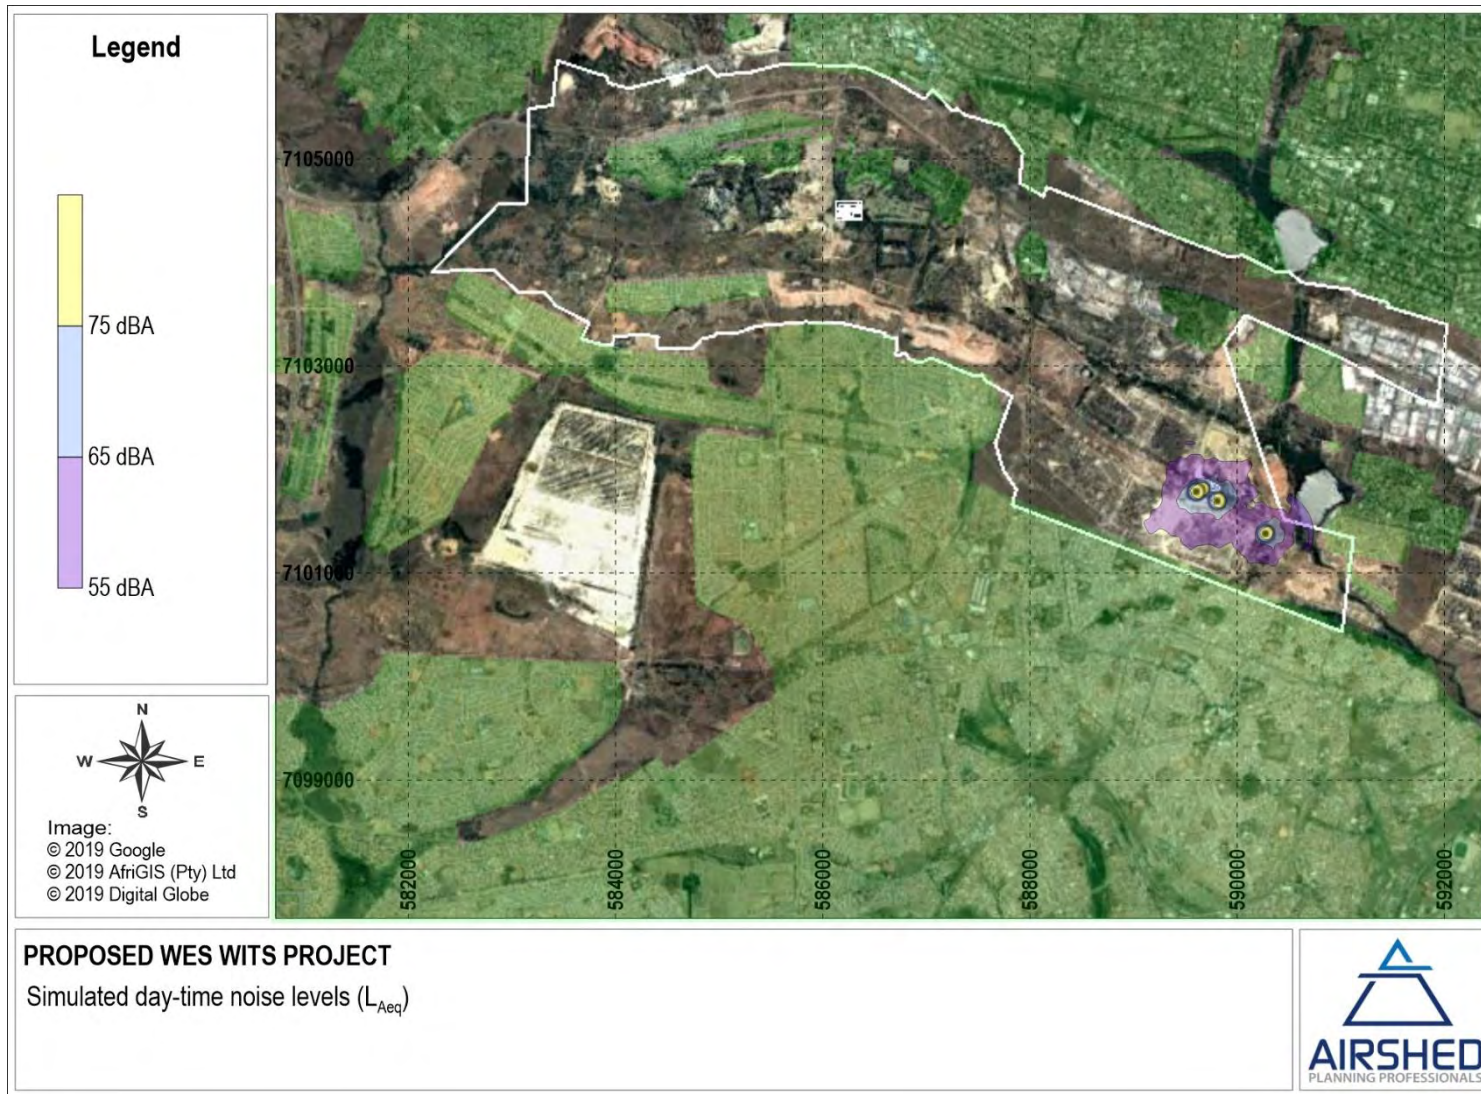 Legend
75 dBA
65 dBA
55 dBA
N
W
E
S
Image:
© 2019 Google
© 2019 AfriGIS (Pty) Ltd
© 2019 Digital Globe
7105000
7103000
7101000
7099000
582000
584000
586000
588000
590000
592000
PROPOSED WES WITS PROJECT
Simulated day-time noise levels (LAeq)
AIRSHED
PLANNING PROFESSIONALS